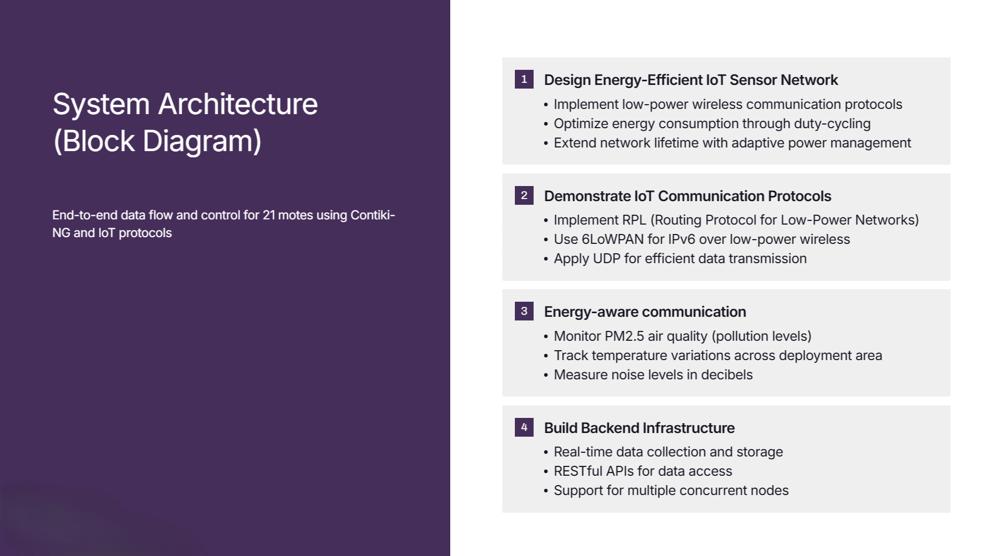 System Architecture
(Block Diagram)
End-to-end data flow and control for 21 motes using Contiki-
NG and IoT protocols
1 Design Energy-Efficient IoT Sensor Network
• Implement low-power wireless communication protocols
• Optimize energy consumption through duty-cycling
• Extend network lifetime with adaptive power management
2 Demonstrate IoT Communication Protocols
• Implement RPL (Routing Protocol for Low-Power Networks)
• Use 6LoWPAN for IPv6 over low-power wireless
• Apply UDP for efficient data transmission
3 Energy-aware communication
• Monitor PM2.5 air quality (pollution levels)
• Track temperature variations across deployment area
• Measure noise levels in decibels
4 Build Backend Infrastructure
• Real-time data collection and storage
• RESTful APIs for data access
• Support for multiple concurrent nodes